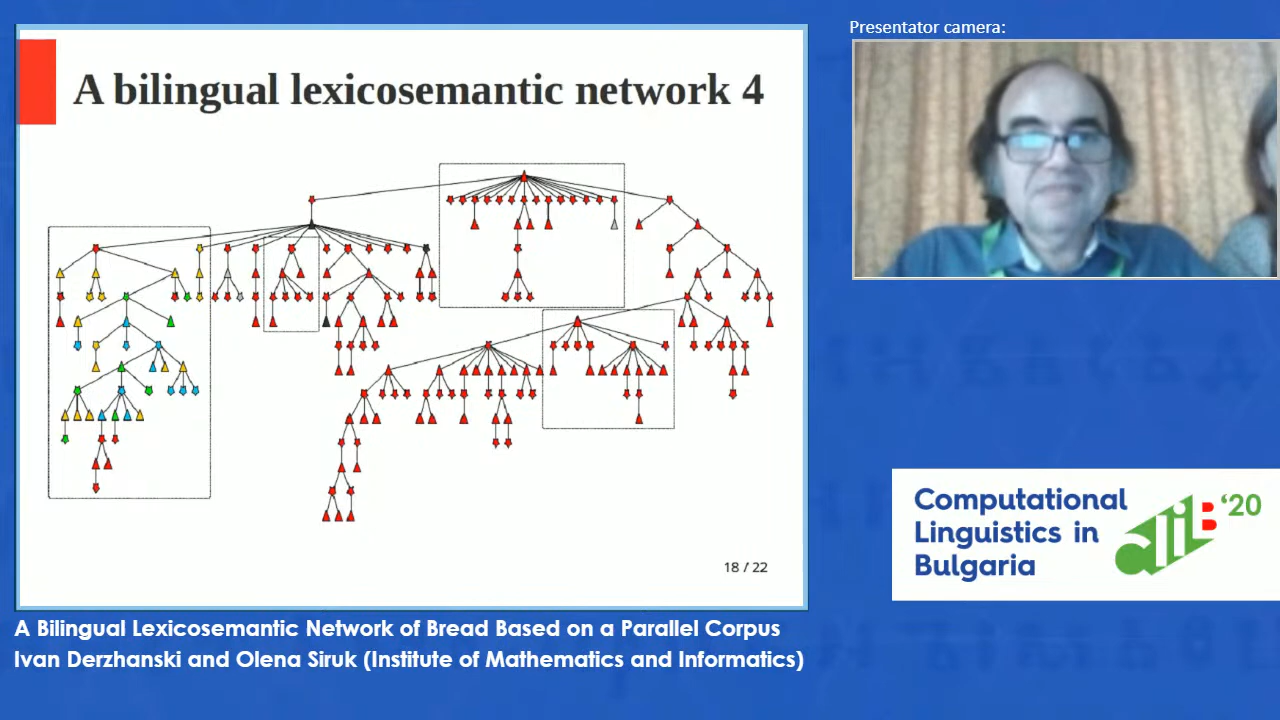 Presentator camera:
A bilingual lexicosemantic network 4
18 / 22
Computational
Linguistics in
Bulgaria
clIB '20
A Bilingual Lexicosemantic Network of Bread Based on a Parallel Corpus
Ivan Derzhanski and Olena Siruk (Institute of Mathematics and Informatics)